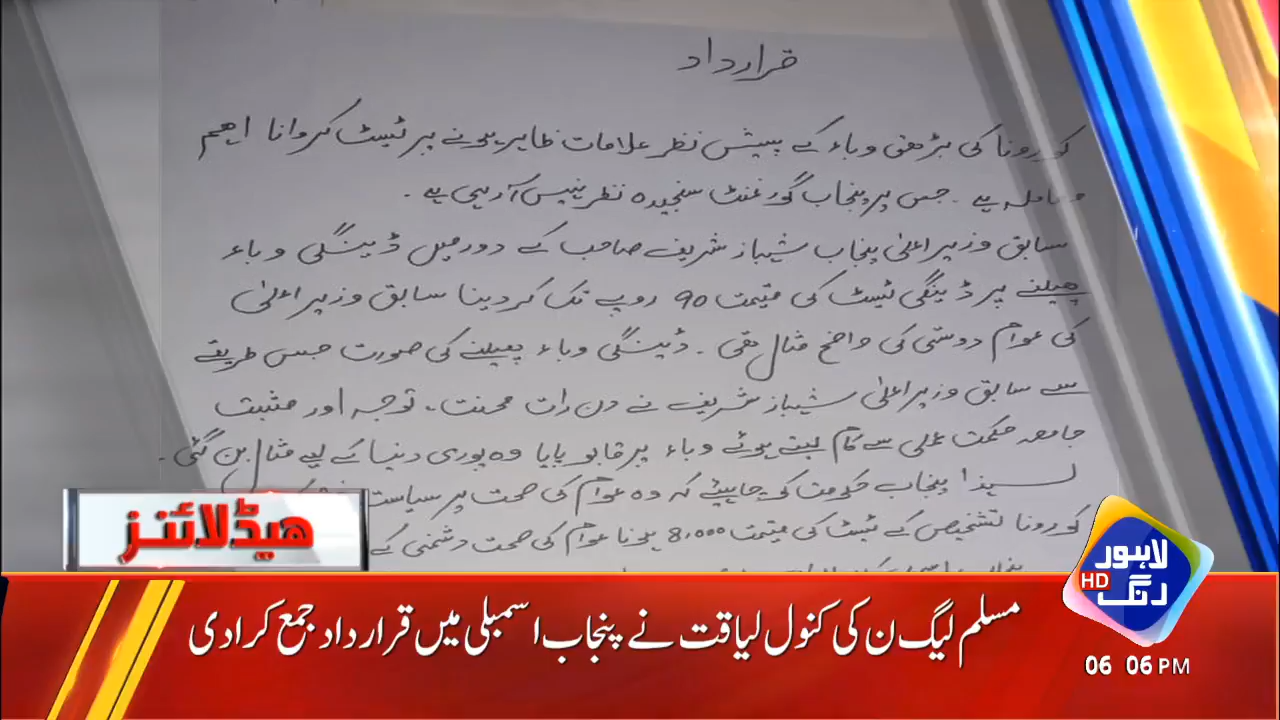 قرارداد
کورونا کی بڑھتی وباء کے پیش نظر علامات ظاہر ہونے پر ٹیسٹ کروانا اہم
معاملہ ہے ۔ جس پر پنجاب گورنمنٹ سنجیدہ نظر نہیں آ رہی ہے ۔
سابق وزیر اعلیٰ پنجاب شہباز شریف صاحب کے دور میں ڈینگی وباء
پھیلنے پر ڈینگی ٹیسٹ کی قیمت 90 روپے تک کر دینا سابق وزیر اعلیٰ
کی عوام دوستی کی واضح مثال تھی ۔ ڈینگی وباء پھیلنے کی صورت جس طریقے
سے سابق وزیر اعلیٰ شہباز شریف نے دن رات محنت ، توجہ اور مثبت
جامعہ حکمت عملی سے کام لیتے ہوئے وباء پر قابو پایا وہ پوری دنیا کے لیے مثال بن گئی ۔
لہذا پنجاب حکومت کو چاہیئے کہ وہ عوام کی صحت پر سیاست
کورونا تشخیص کے ٹیسٹ کی قیمت 8,000 ہونا عوام کی صحت دشمنی کے
ھیڈلائنز
لاہور
رنگ
HD
مسلم لیگ ن کی کنول لیاقت نے پنجاب اسمبلی میں قرارداد جمع کرادی
06 06 PM